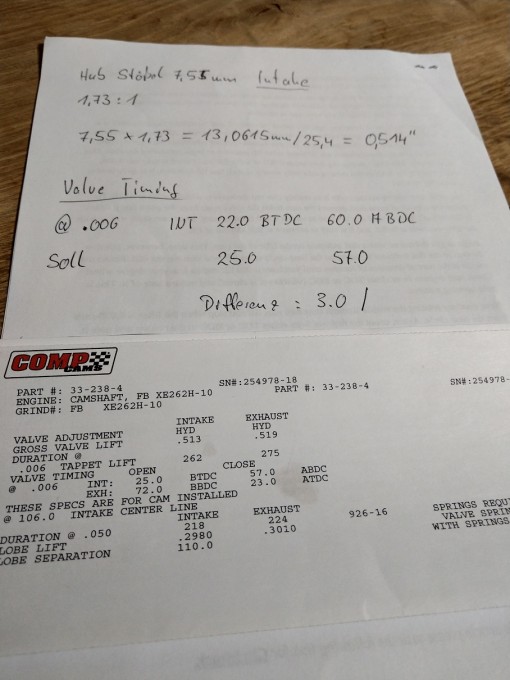 Hub Stößel 7,55mm Intake
1,73 : 1
7,55 x 1,73 = 13,0615mm/25,4 = 0,514"
Valve Timing
@ .006 INT 22.0 BTDC 60.0 ABDC
Soll 25.0 57.0
Differenz : 3.0 /
COMP
CAMS
SN#:254978-18 SN#:254978-
PART #: 33-238-4 PART #: 33-238-4
ENGINE: CAMSHAFT, FB XE262H-10
GRIND#: FB XE262H-10
INTAKE EXHAUST
VALVE ADJUSTMENT HYD HYD
GROSS VALVE LIFT .513 .519
DURATION @
.006 TAPPET LIFT 262 275
VALVE TIMING OPEN CLOSE
@ .006 INT: 25.0 BTDC 57.0 ABDC
EXH: 72.0 BBDC 23.0 ATDC
THESE SPECS ARE FOR CAM INSTALLED
@ 106.0 INTAKE CENTER LINE
INTAKE EXHAUST 926-16 SPRINGS REQUI
DURATION @ .050 218 224 VALVE SPRIN
LOBE LIFT .2980 .3010 WITH SPRINGS
LOBE SEPARATION 110.0